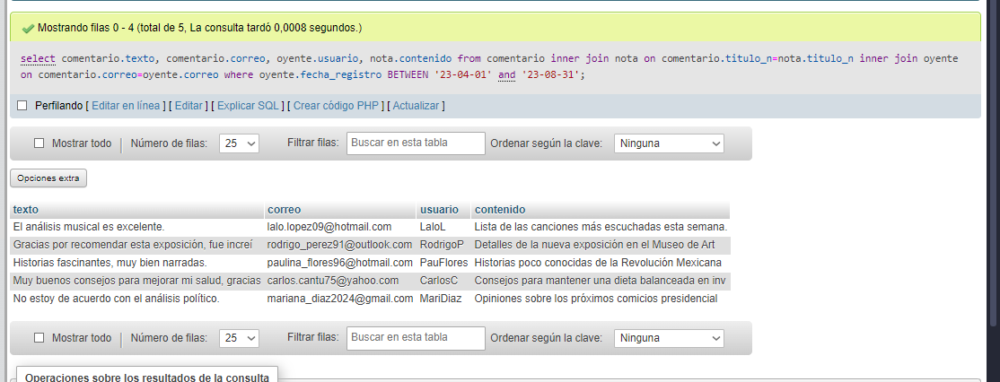 Mostrando filas 0 - 4 (total de 5, La consulta tardó 0,0008 segundos.)
select comentario.texto, comentario.correo, oyente.usuario, nota.contenido from comentario inner join nota on comentario.titulo_n=nota.titulo_n inner join oyente
on comentario.correo=oyente.correo where oyente.fecha_registro BETWEEN '23-04-01' and '23-08-31';
Perfilando [ Editar en línea ] [ Editar ] [ Explicar SQL ] [ Crear código PHP ] [ Actualizar ]
Mostrar todo Número de filas: 25 Filtrar filas: Buscar en esta tabla Ordenar según la clave: Ninguna
Opciones extra
texto correo usuario contenido
El análisis musical es excelente. lalo.lopez09@hotmail.com LaloL Lista de las canciones más escuchadas esta semana.
Gracias por recomendar esta exposición, fue increí rodrigo_perez91@outlook.com RodrigoP Detalles de la nueva exposición en el Museo de Art
Historias fascinantes, muy bien narradas. paulina_flores96@hotmail.com PauFlores Historias poco conocidas de la Revolución Mexicana
Muy buenos consejos para mejorar mi salud, gracias carlos.cantu75@yahoo.com CarlosC Consejos para mantener una dieta balanceada en inv
No estoy de acuerdo con el análisis político. mariana_diaz2024@gmail.com MariDiaz Opiniones sobre los próximos comicios presidencial
Mostrar todo Número de filas: 25 Filtrar filas: Buscar en esta tabla Ordenar según la clave: Ninguna
Operaciones sobre los resultados de la consulta